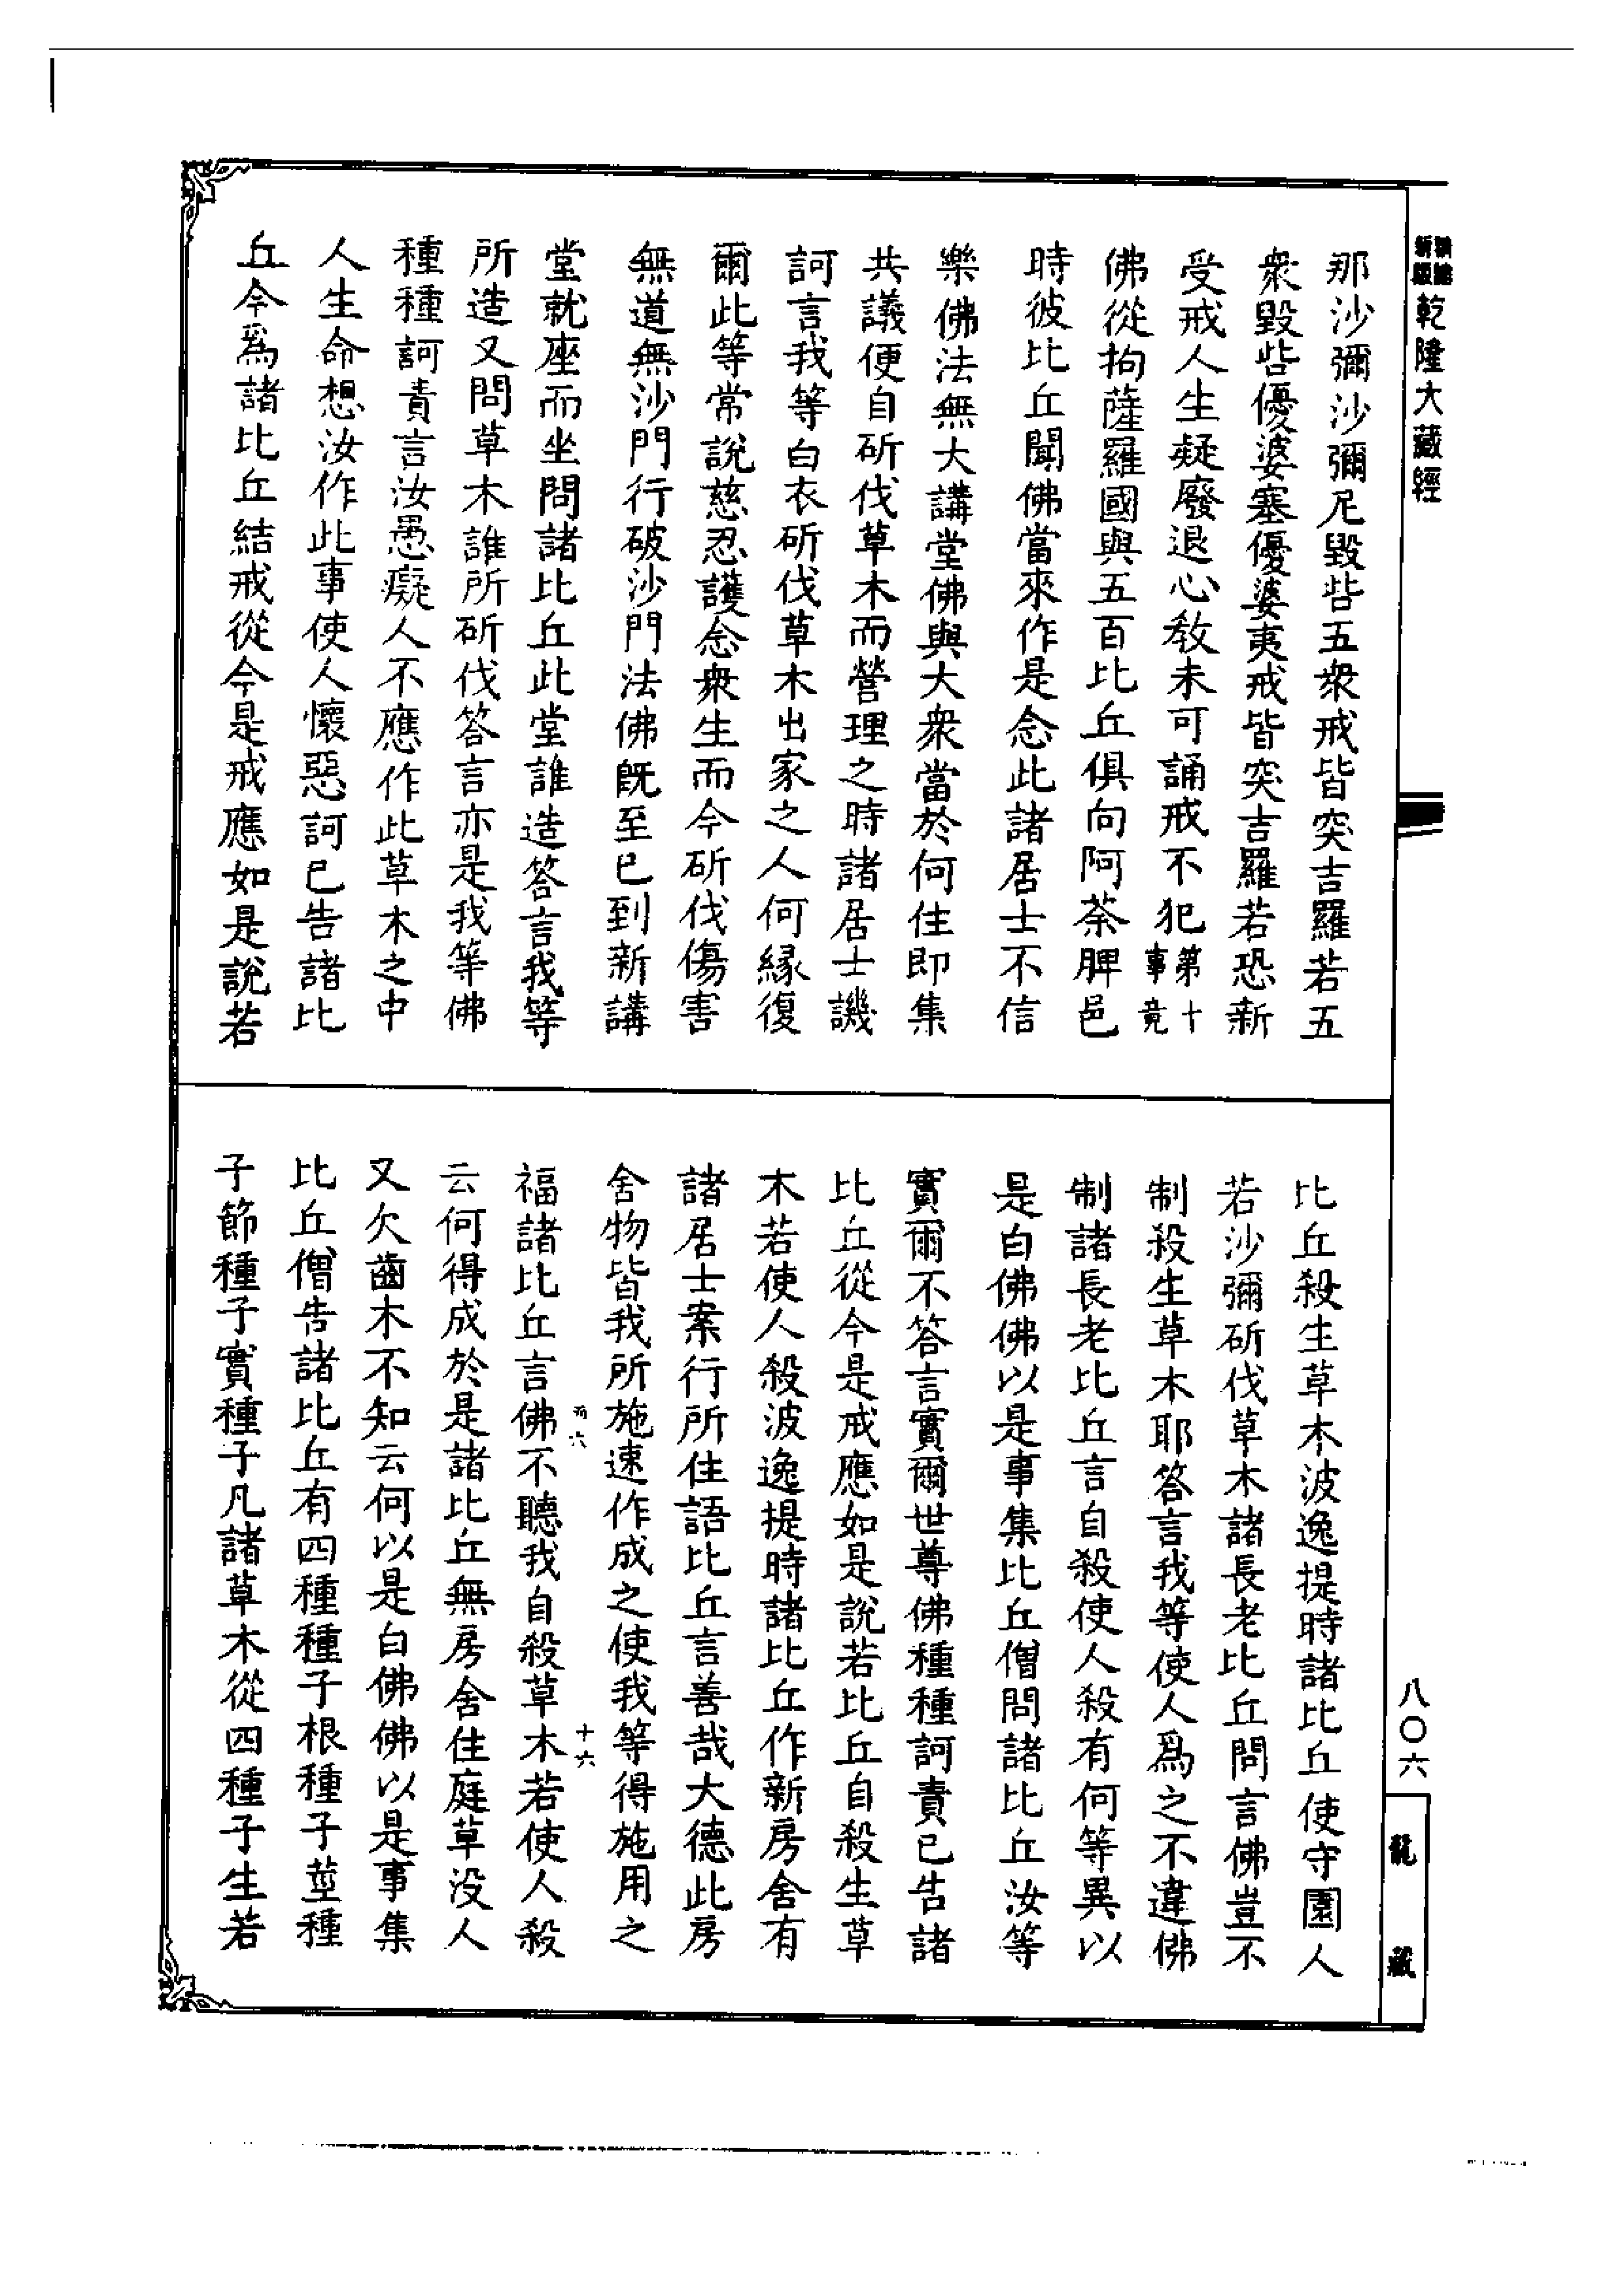 乾隆大藏經
那沙彌沙彌尼毀呰五衆戒皆突吉羅若五
衆毀呰優婆塞優婆夷戒皆突吉羅若恐新
受戒人生疑廢退心教未可誦戒不犯第十事竟
佛從拘薩羅國與五百比丘俱向阿荼脾邑
時彼比丘聞佛當來作是念此諸居士不信
樂佛法無大講堂佛與大衆當於何住即集
共議便自斫伐草木而營理之時諸居士譏
訶言我等白衣斫伐草木出家之人何緣復
爾此等常說慈忍護念衆生而今斫伐傷害
無道無沙門行破沙門法佛旣至已到新講
堂就座而坐問諸比丘此堂誰造答言我等
所造又問草木誰所斫伐答言亦是我等佛
種種訶責言汝愚癡人不應作此草木之中
人生命想汝作此事使人懷惡訶已告諸比
丘今爲諸比丘結戒從今是戒應如是說若
比丘殺生草木波逸提時諸比丘使守園人
若沙彌斫伐草木諸長老比丘問言佛豈不
制殺生草木耶答言我等使人爲之不違佛
制諸長老比丘言自殺使人殺有何等異以
是白佛佛以是事集比丘僧問諸比丘汝等
實爾不答言實爾世尊佛種種訶責已告諸
比丘從今是戒應如是說若比丘自殺生草
木若使人殺波逸提時諸比丘作新房舍有
諸居士案行所住語比丘言善哉大德此房
舍物皆我所施速作成之使我等得施用之
十六
福諸比丘言佛不聽我自殺草木若使人殺
云何得成於是諸比丘無房舍住庭草没人
又欠齒木不知云何以是白佛佛以是事集
比丘僧告諸比丘有四種種子根種子莖種
子節種子實種子凡諸草木從四種子生若
八〇六
龍藏